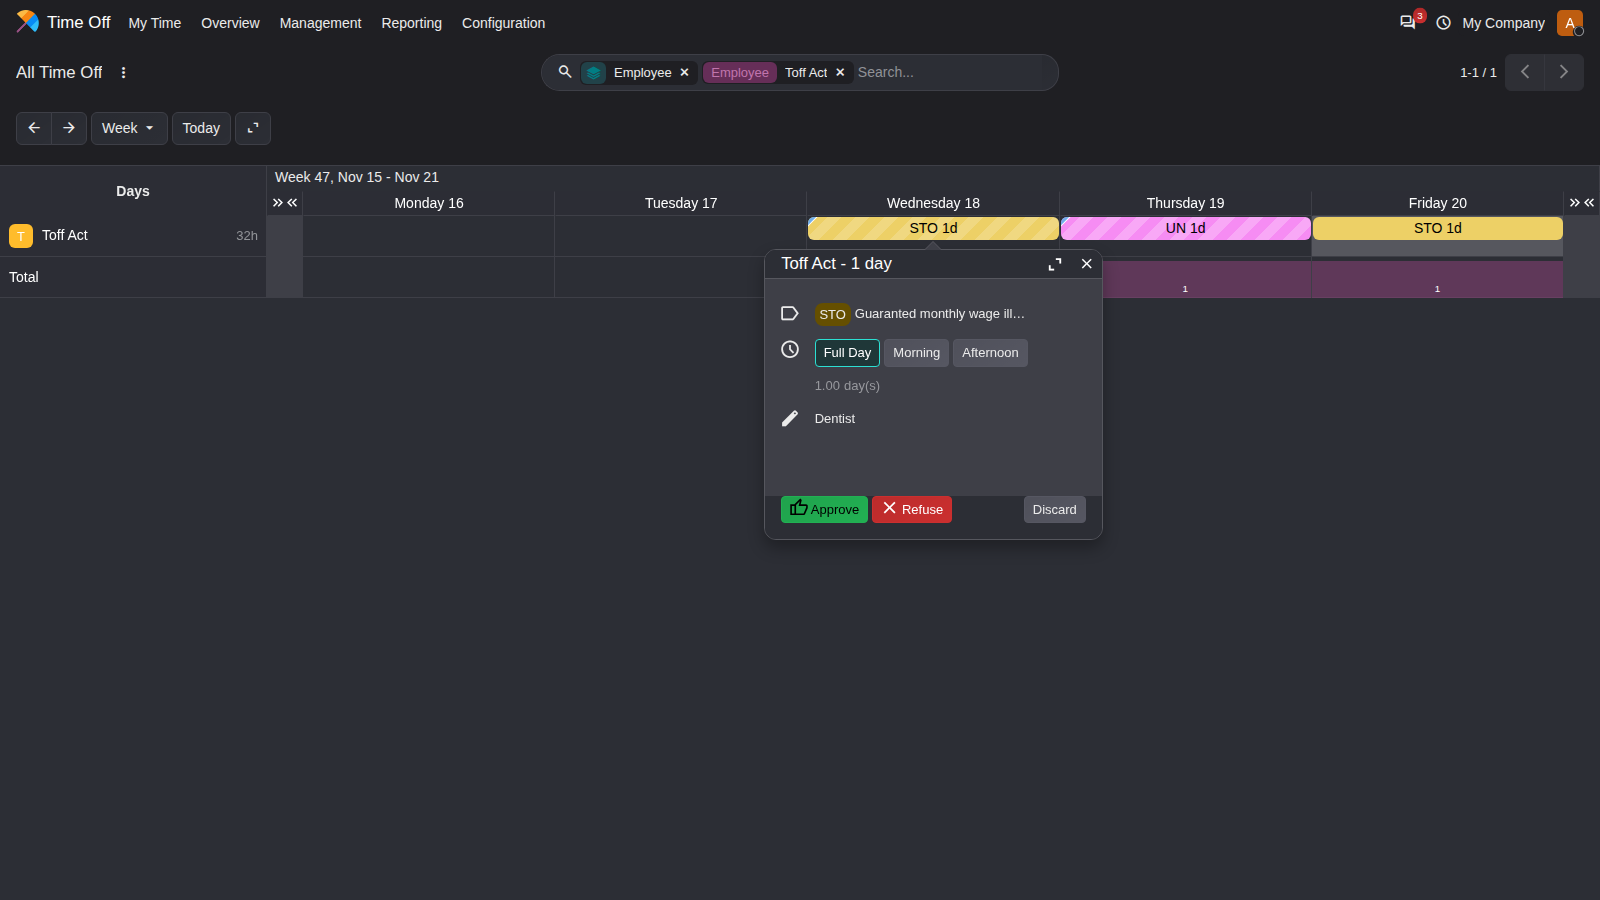 Time Off My Time Overview Management Reporting Configuration 3 My Company A
All Time Off Employee × Employee Toff Act × Search... 1-1 / 1
Week Today
Days Week 47, Nov 15 - Nov 21
Monday 16 Tuesday 17 Wednesday 18 Thursday 19 Friday 20
T Toff Act 32h STO 1d UN 1d STO 1d
Total 1 1
Toff Act - 1 day
STO Guaranted monthly wage ill...
Full Day Morning Afternoon
1.00 day(s)
Dentist
Approve Refuse Discard